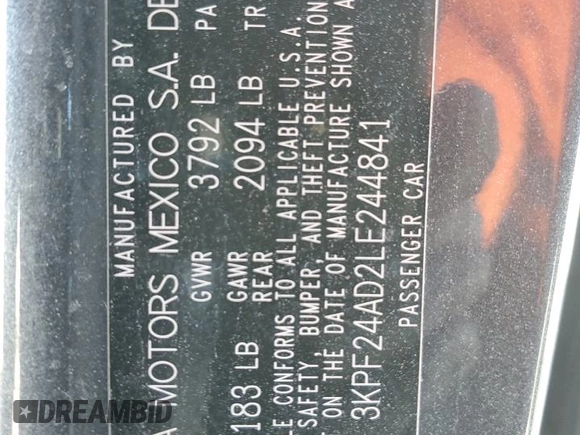 MANUFACTURED BY
A MOTORS MEXICO S.A. DE
GVWR 3792 LB PA
183 LB GAWR REAR 2094 LB TR
E CONFORMS TO ALL APPLICABLE U.S.A.
SAFETY, BUMPER, AND THEFT PREVENTION
T ON THE DATE OF MANUFACTURE SHOWN A
3KPF24AD2LE244841
PASSENGER CAR
DREAMBID